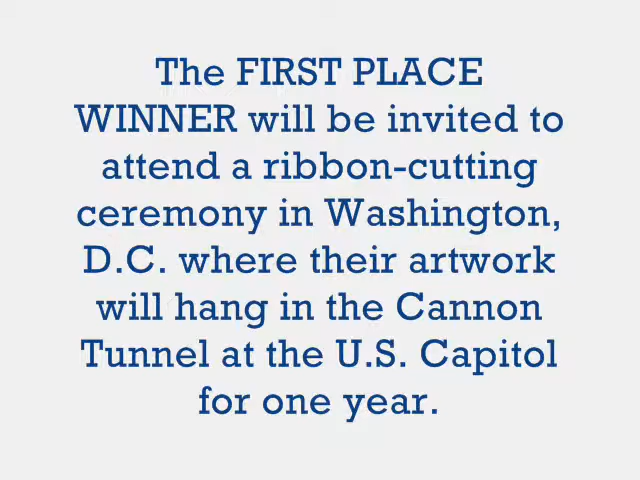 The FIRST PLACE
WINNER will be invited to
attend a ribbon-cutting
ceremony in Washington,
D.C. where their artwork
will hang in the Cannon
Tunnel at the U.S. Capitol
for one year.